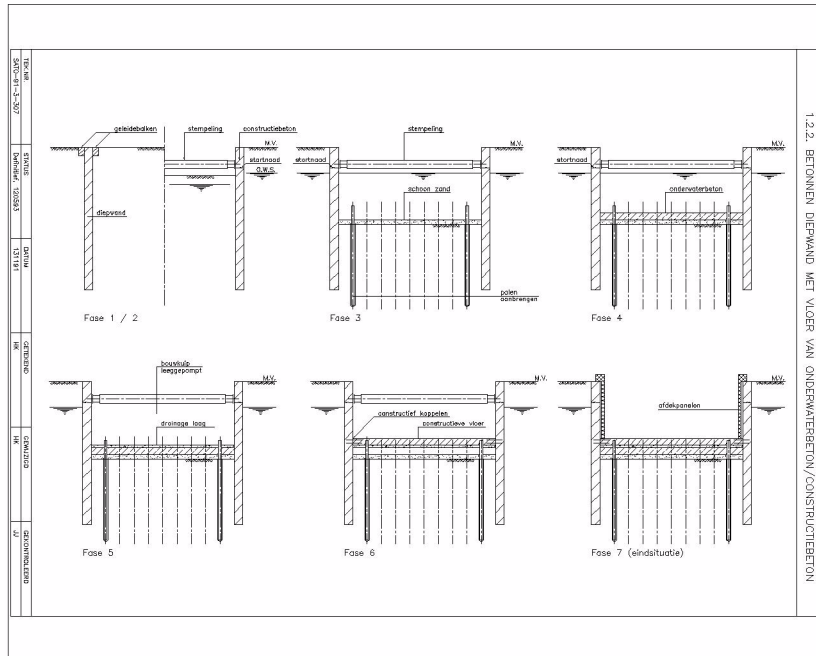 1.2.2. BETONNEN DIEPWAND MET VLOER VAN ONDERWATERBETON/CONSTRUCTIEBETON
TEK.NR.
SATO-91-3-307
STATUS
Definitief, 120593
DATUM
131191
GETEKEND
HK
GEWIJZIGD
HK
GEKONTROLEERD
JV
geleidebalken
stempeling
constructiebeton
M.V.
stortnaad
G.W.S.
diepwand
Fase 1 / 2
stempeling
M.V.
stortnaad
schoon zand
palen
aanbrengen
Fase 3
M.V.
stortnaad
onderwaterbeton
Fase 4
bouwkuip
leeggepompt
M.V.
drainage laag
Fase 5
M.V.
constructief koppelen
constructieve vloer
Fase 6
M.V.
afdekpanelen
Fase 7 (eindsituatie)